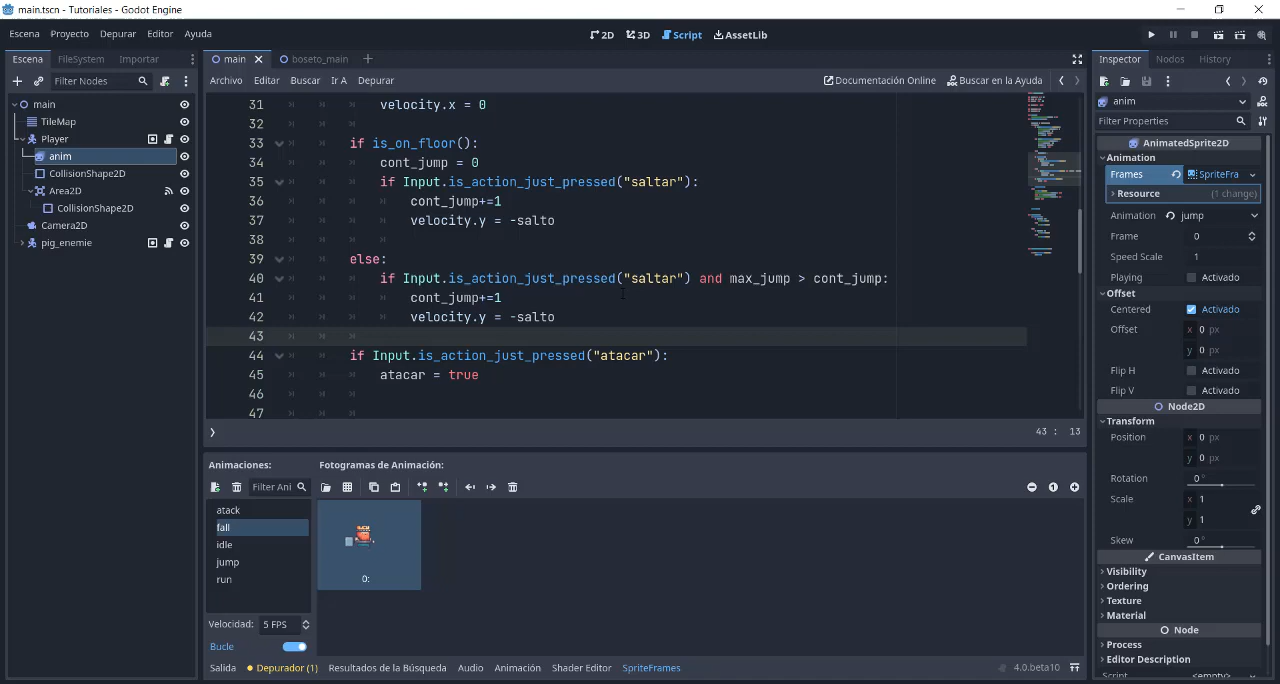 main.tscn - Tutoriales - Godot Engine
Escena Proyecto Depurar Editor Ayuda
2D 3D Script AssetLib
Escena FileSystem Importar
Filter Nodes
main
TileMap
Player
anim
CollisionShape2D
Area2D
CollisionShape2D
Camera2D
pig_enemie
main boseto_main
Archivo Editar Buscar Ir A Depurar
Documentación Online Buscar en la Ayuda
31 velocity.x = 0
32
33 if is_on_floor():
34 cont_jump = 0
35 if Input.is_action_just_pressed("saltar"):
36 cont_jump+=1
37 velocity.y = -salto
38
39 else:
40 if Input.is_action_just_pressed("saltar") and max_jump > cont_jump:
41 cont_jump+=1
42 velocity.y = -salto
43
44 if Input.is_action_just_pressed("atacar"):
45 atacar = true
46
47
43 : 13
Animaciones:
Filter Ani
atack
fall
idle
jump
run
Velocidad: 5 FPS
Bucle
Fotogramas de Animación:
0:
Salida Depurador (1) Resultados de la Búsqueda Audio Animación Shader Editor SpriteFrames
4.0.beta10
Inspector Nodos History
anim
Filter Properties
AnimatedSprite2D
Animation
Frames SpriteFra
Resource (1 change)
Animation jump
Frame 0
Speed Scale 1
Playing Activado
Offset
Centered Activado
Offset x 0 px
y 0 px
Flip H Activado
Flip V Activado
Node2D
Transform
Position x 0 px
y 0 px
Rotation 0 °
Scale x 1
y 1
Skew 0 °
CanvasItem
Visibility
Ordering
Texture
Material
Node
Process
Editor Description
Script <empty>